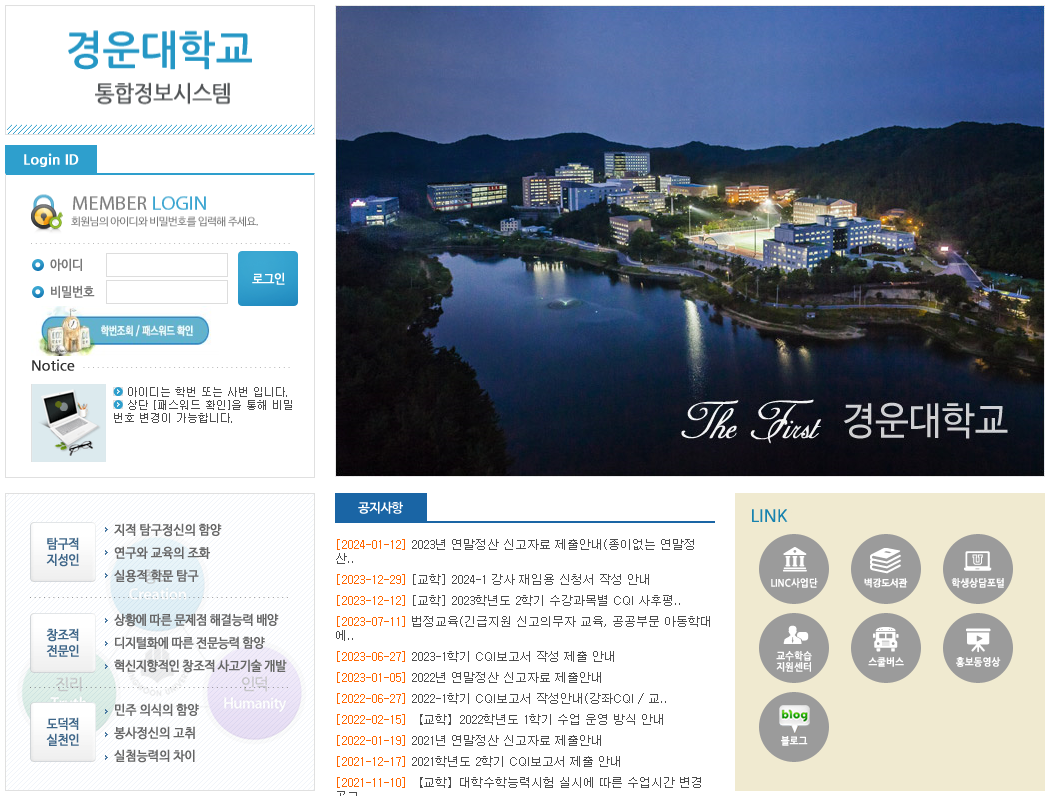 경운대학교
통합정보시스템
Login ID
MEMBER LOGIN
회원님의 아이디와 비밀번호를 입력해 주세요.
아이디
비밀번호
로그인
학번조회 / 패스워드 확인
Notice
아이디는 학번 또는 사번 입니다.
상단 [패스워드 확인]을 통해 비밀
번호 변경이 가능합니다.
The First 경운대학교
탐구적
지성인
지적 탐구정신의 함양
연구와 교육의 조화
실용적 학문 탐구
Creation
창조적
전문인
상황에 따른 문제점 해결능력 배양
디지털화에 따른 전문능력 함양
혁신지향적인 창조적 사고기술 개발
진리
Truth
인덕
Humanity
도덕적
실천인
민주 의식의 함양
봉사정신의 고취
실첨능력의 차이
공지사항
[2024-01-12] 2023년 연말정산 신고자료 제출안내(종이없는 연말정
산..
[2023-12-29] [교학] 2024-1 강사 재임용 신청서 작성 안내
[2023-12-12] [교학] 2023학년도 2학기 수강과목별 CQI 사후평..
[2023-07-11] 법정교육(긴급지원 신고의무자 교육, 공공부문 아동학대
예..
[2023-06-27] 2023-1학기 CQI보고서 작성 제출 안내
[2023-01-05] 2022년 연말정산 신고자료 제출안내
[2022-06-27] 2022-1학기 CQI보고서 작성안내(강좌CQI / 교..
[2022-02-15] 【교학】2022학년도 1학기 수업 운영 방식 안내
[2022-01-19] 2021년 연말정산 신고자료 제출안내
[2021-12-17] 2021학년도 2학기 CQI보고서 제출 안내
[2021-11-10] 【교학】대학수학능력시험 실시에 따른 수업시간 변경
LINK
LINC사업단
벽강도서관
학생상담포털
교수학습
지원센터
스쿨버스
홍보동영상
blog
블로그